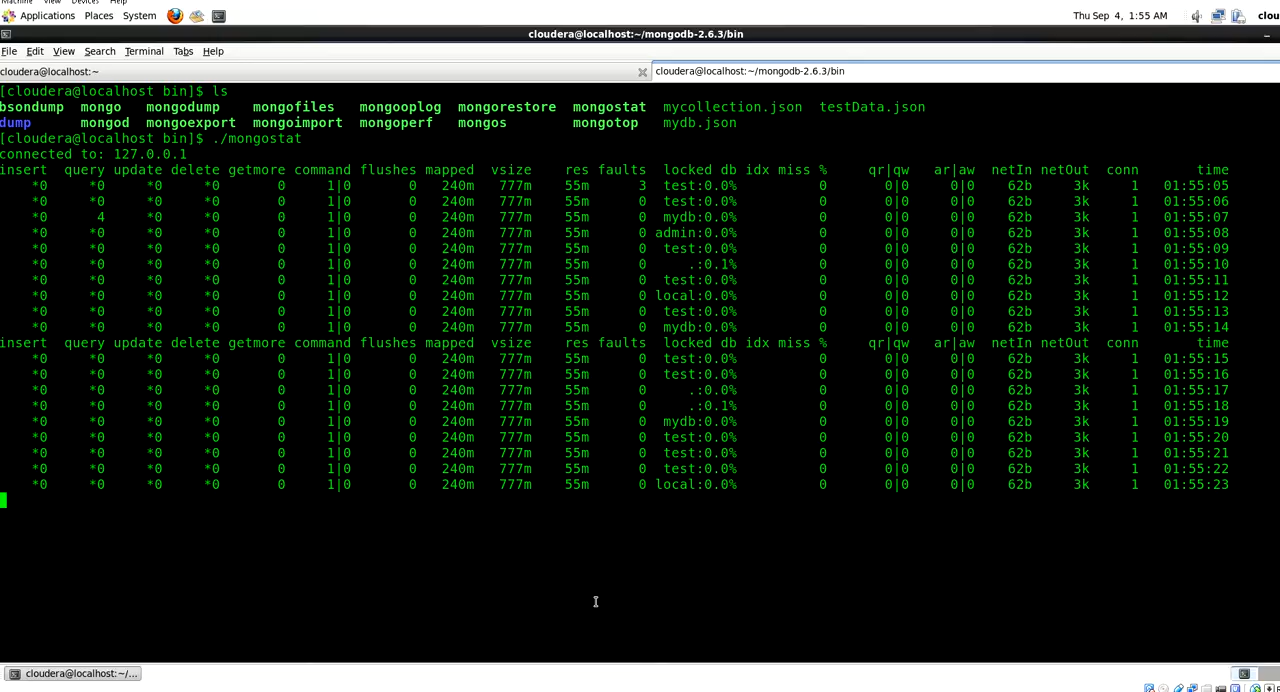 Machine View Devices Help
Applications Places System Thu Sep 4, 1:55 AM clou
cloudera@localhost:~/mongodb-2.6.3/bin
File Edit View Search Terminal Tabs Help
cloudera@localhost:~ cloudera@localhost:~/mongodb-2.6.3/bin
[cloudera@localhost bin]$ ls
bsondump mongo mongodump mongofiles mongooplog mongorestore mongostat mycollection.json testData.json
dump mongod mongoexport mongoimport mongoperf mongos mongotop mydb.json
[cloudera@localhost bin]$ ./mongostat
connected to: 127.0.0.1
insert query update delete getmore command flushes mapped vsize res faults locked db idx miss % qr|qw ar|aw netIn netOut conn time
*0 *0 *0 *0 0 1|0 0 240m 777m 55m 3 test:0.0% 0 0|0 0|0 62b 3k 1 01:55:05
*0 *0 *0 *0 0 1|0 0 240m 777m 55m 0 test:0.0% 0 0|0 0|0 62b 3k 1 01:55:06
*0 4 *0 *0 0 1|0 0 240m 777m 55m 0 mydb:0.0% 0 0|0 0|0 62b 3k 1 01:55:07
*0 *0 *0 *0 0 1|0 0 240m 777m 55m 0 admin:0.0% 0 0|0 0|0 62b 3k 1 01:55:08
*0 *0 *0 *0 0 1|0 0 240m 777m 55m 0 test:0.0% 0 0|0 0|0 62b 3k 1 01:55:09
*0 *0 *0 *0 0 1|0 0 240m 777m 55m 0 .:0.1% 0 0|0 0|0 62b 3k 1 01:55:10
*0 *0 *0 *0 0 1|0 0 240m 777m 55m 0 test:0.0% 0 0|0 0|0 62b 3k 1 01:55:11
*0 *0 *0 *0 0 1|0 0 240m 777m 55m 0 local:0.0% 0 0|0 0|0 62b 3k 1 01:55:12
*0 *0 *0 *0 0 1|0 0 240m 777m 55m 0 test:0.0% 0 0|0 0|0 62b 3k 1 01:55:13
*0 *0 *0 *0 0 1|0 0 240m 777m 55m 0 mydb:0.0% 0 0|0 0|0 62b 3k 1 01:55:14
insert query update delete getmore command flushes mapped vsize res faults locked db idx miss % qr|qw ar|aw netIn netOut conn time
*0 *0 *0 *0 0 1|0 0 240m 777m 55m 0 test:0.0% 0 0|0 0|0 62b 3k 1 01:55:15
*0 *0 *0 *0 0 1|0 0 240m 777m 55m 0 test:0.0% 0 0|0 0|0 62b 3k 1 01:55:16
*0 *0 *0 *0 0 1|0 0 240m 777m 55m 0 .:0.0% 0 0|0 0|0 62b 3k 1 01:55:17
*0 *0 *0 *0 0 1|0 0 240m 777m 55m 0 .:0.1% 0 0|0 0|0 62b 3k 1 01:55:18
*0 *0 *0 *0 0 1|0 0 240m 777m 55m 0 mydb:0.0% 0 0|0 0|0 62b 3k 1 01:55:19
*0 *0 *0 *0 0 1|0 0 240m 777m 55m 0 test:0.0% 0 0|0 0|0 62b 3k 1 01:55:20
*0 *0 *0 *0 0 1|0 0 240m 777m 55m 0 test:0.0% 0 0|0 0|0 62b 3k 1 01:55:21
*0 *0 *0 *0 0 1|0 0 240m 777m 55m 0 test:0.0% 0 0|0 0|0 62b 3k 1 01:55:22
*0 *0 *0 *0 0 1|0 0 240m 777m 55m 0 local:0.0% 0 0|0 0|0 62b 3k 1 01:55:23
cloudera@localhost:~/...